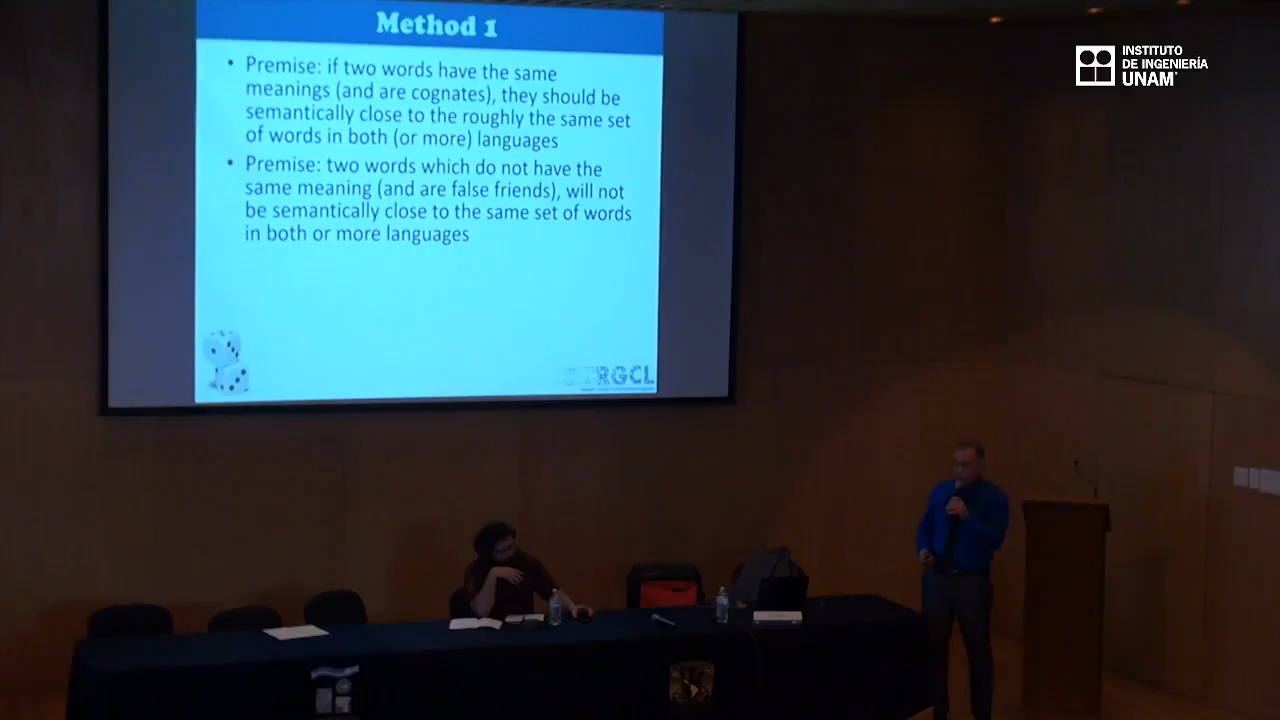 Method 1
• Premise: if two words have the same
meanings (and are cognates), they should be
semantically close to the roughly the same set
of words in both (or more) languages
• Premise: two words which do not have the
same meaning (and are false friends), will not
be semantically close to the same set of words
in both or more languages
RGCL
INSTITUTO
DE INGENIERÍA
UNAM